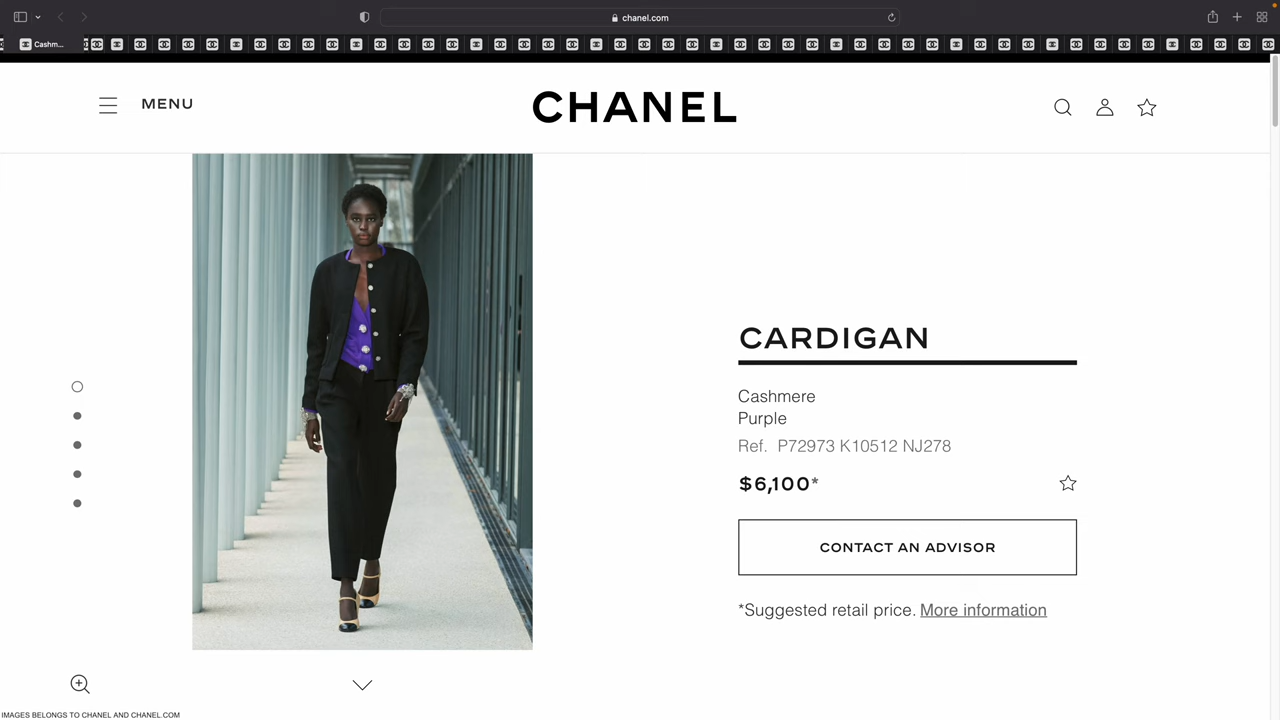 chanel.com
Cashm...
MENU
CHANEL
CARDIGAN
Cashmere
Purple
Ref. P72973 K10512 NJ278
$6,100*
CONTACT AN ADVISOR
*Suggested retail price. More information
IMAGES BELONGS TO CHANEL AND CHANEL.COM